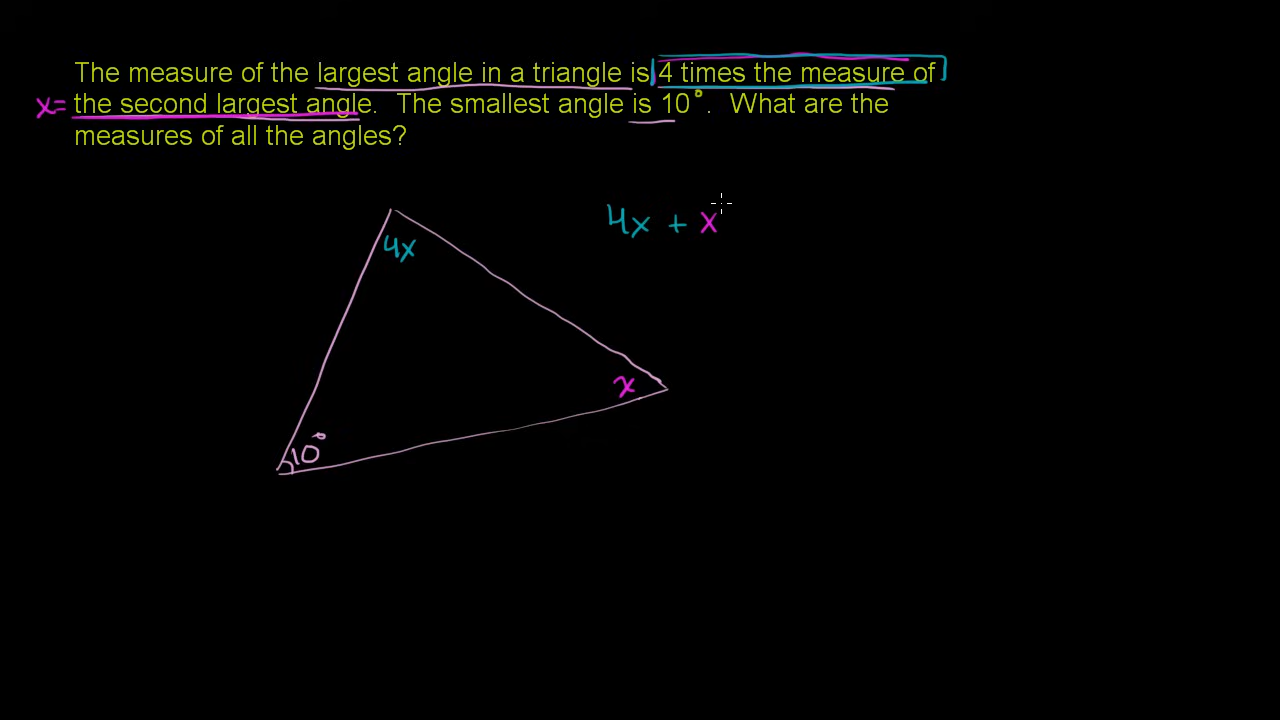 The measure of the largest angle in a triangle is 4 times the measure of
x= the second largest angle. The smallest angle is 10°. What are the
measures of all the angles?
4x + x
4x
x
10°